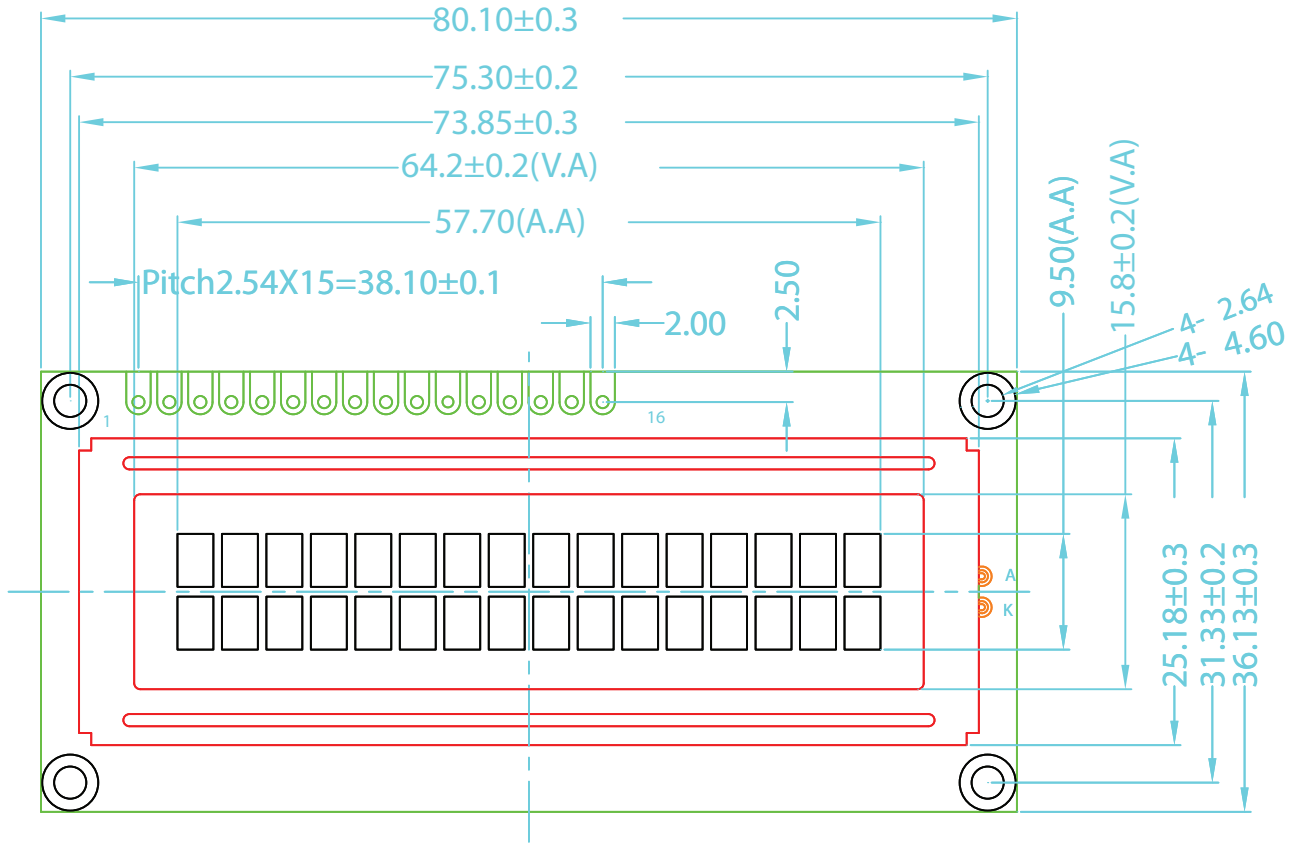 80.10±0.3
75.30±0.2
73.85±0.3
64.2±0.2(V.A)
57.70(A.A)
Pitch2.54X15=38.10±0.1
2.00
2.50
9.50(A.A)
15.8±0.2(V.A)
4- 2.64
4- 4.60
1
16
A
K
25.18±0.3
31.33±0.2
36.13±0.3